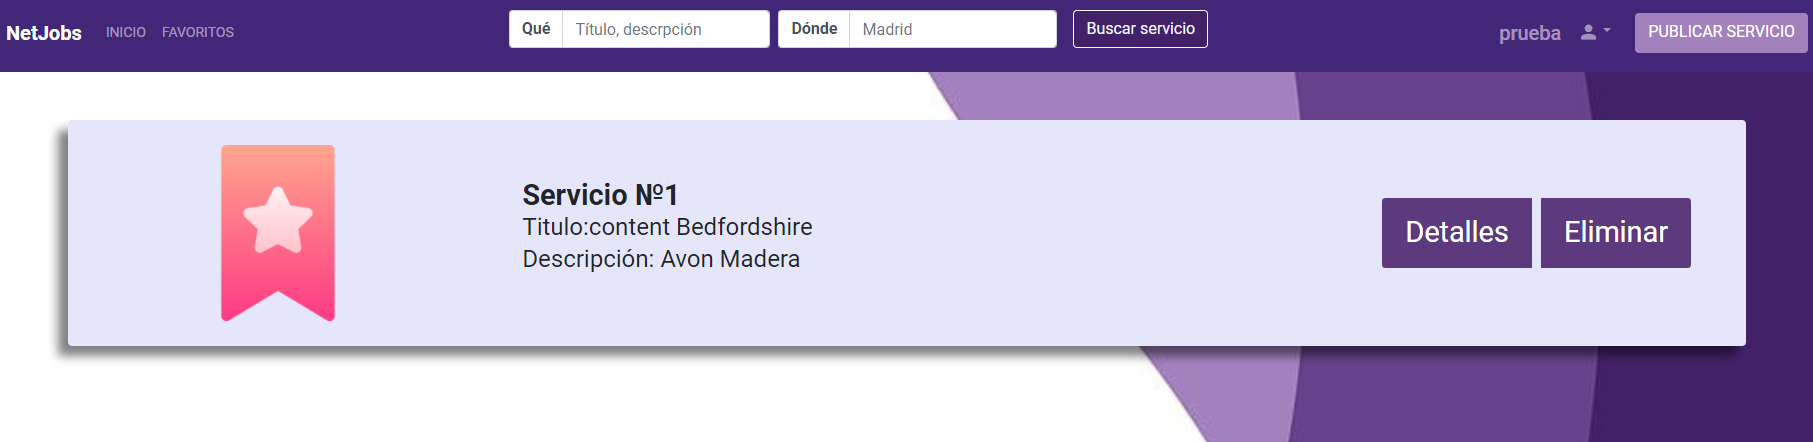 NetJobs INICIO FAVORITOS Qué Título, descrpción Dónde Madrid Buscar servicio prueba PUBLICAR SERVICIO
Servicio Nº1
Titulo:content Bedfordshire
Descripción: Avon Madera
Detalles Eliminar